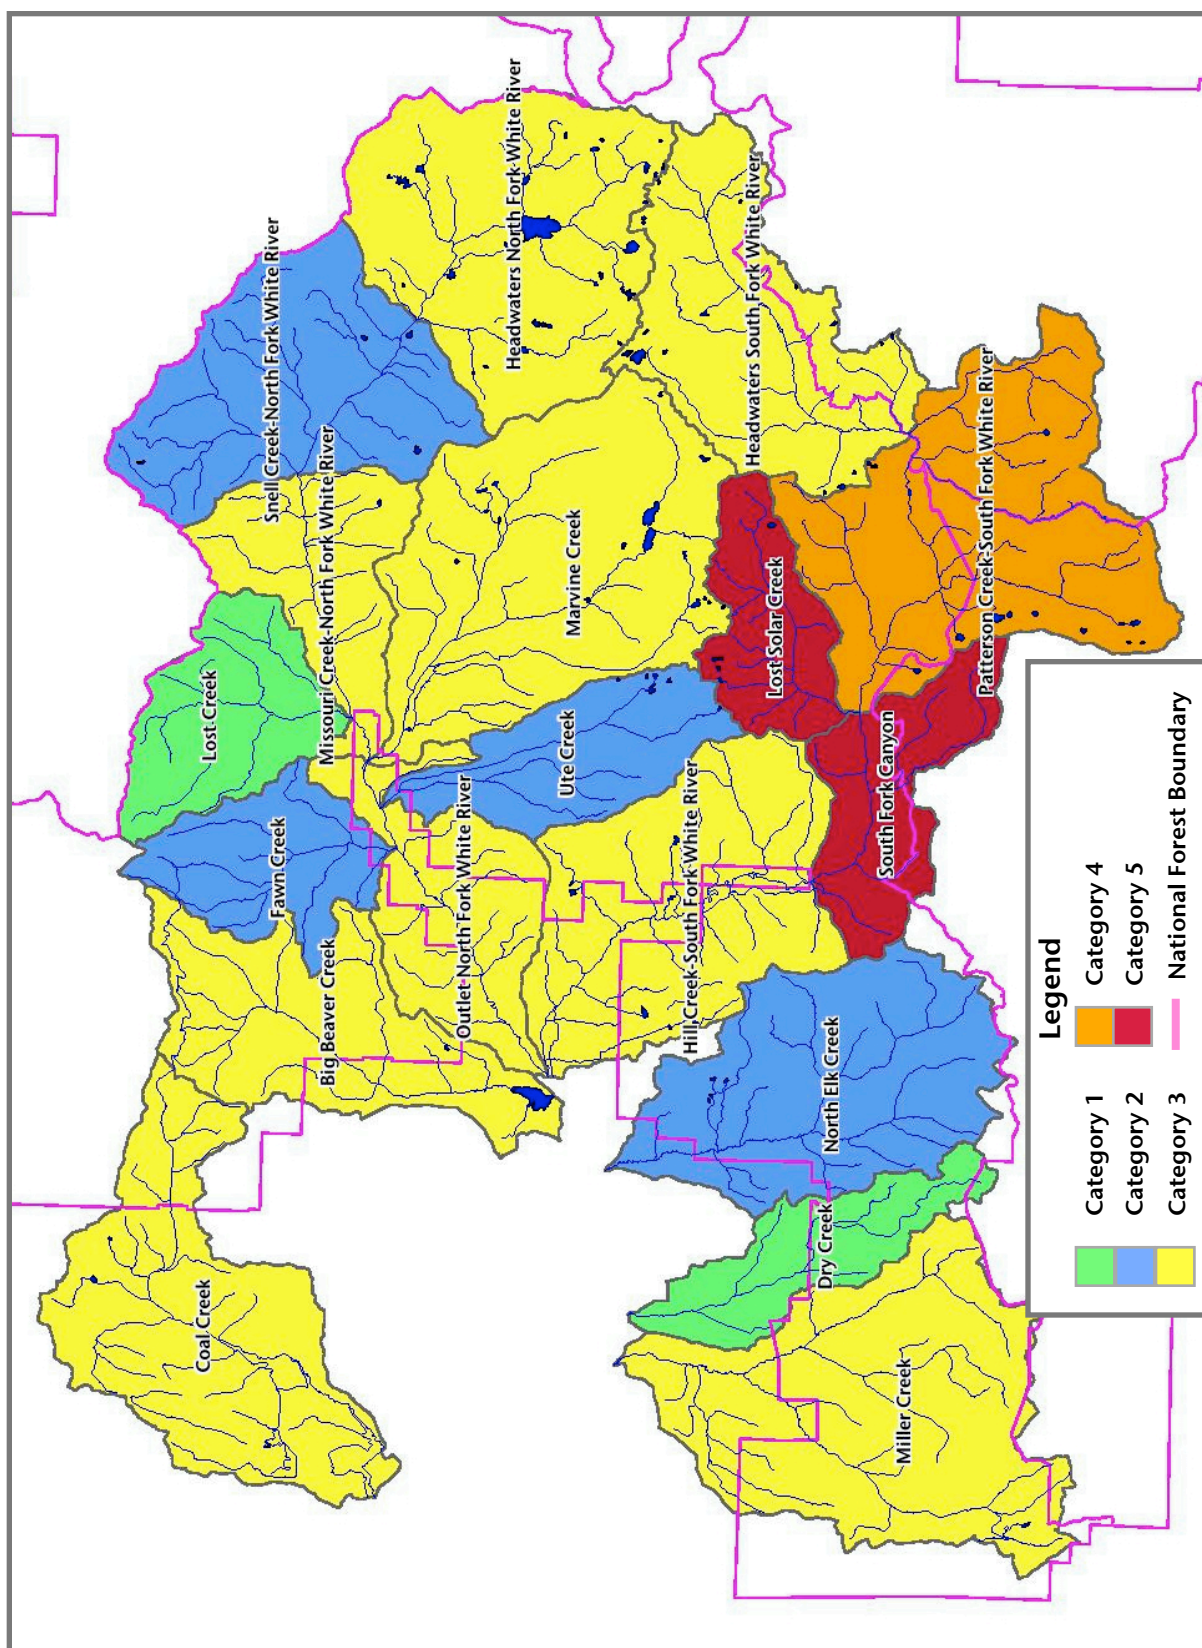 Headwaters North Fork White River
Snell Creek-North Fork White River
Headwaters South Fork White River
Missouri Creek-North Fork White River
Marvine Creek
Lost Creek
Lost Solar Creek
Patterson Creek-South Fork White River
Ute Creek
Fawn Creek
South Fork Canyon
Outlet North Fork White River
Hill Creek-South Fork White River
Big Beaver Creek
North Elk Creek
Dry Creek
Coal Creek
Miller Creek
Legend
Category 1
Category 2
Category 3
Category 4
Category 5
National Forest Boundary